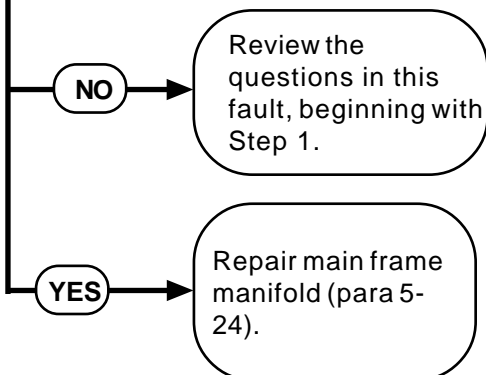 NO
Review the
questions in this
fault, beginning with
Step 1.
YES
Repair main frame
manifold (para 5-
24).